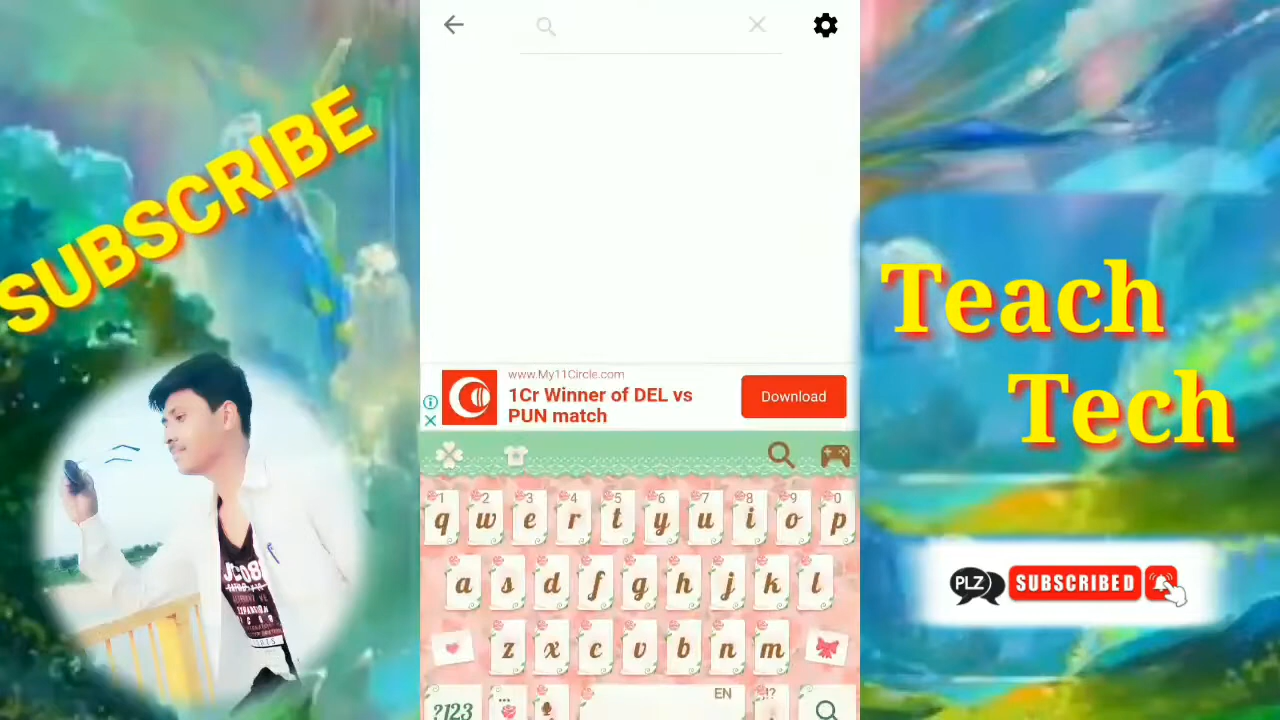 SUBSCRIBE
www.My11Circle.com
1Cr Winner of DEL vs
PUN match
Download
1 2 3 4 5 6 7 8 9 0
q w e r t y u i o p
a s d f g h j k l
z x c v b n m
?123
EN
!?
Teach
Tech
PLZ SUBSCRIBED